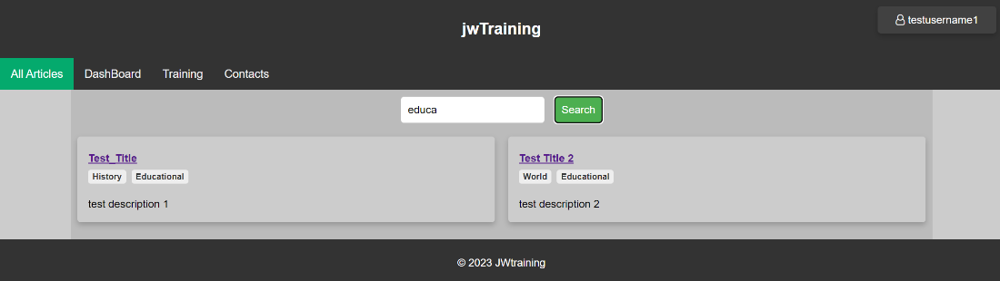 jwTraining
testusername1
All Articles DashBoard Training Contacts
educa Search
Test_Title
History Educational
test description 1
Test Title 2
World Educational
test description 2
© 2023 JWtraining